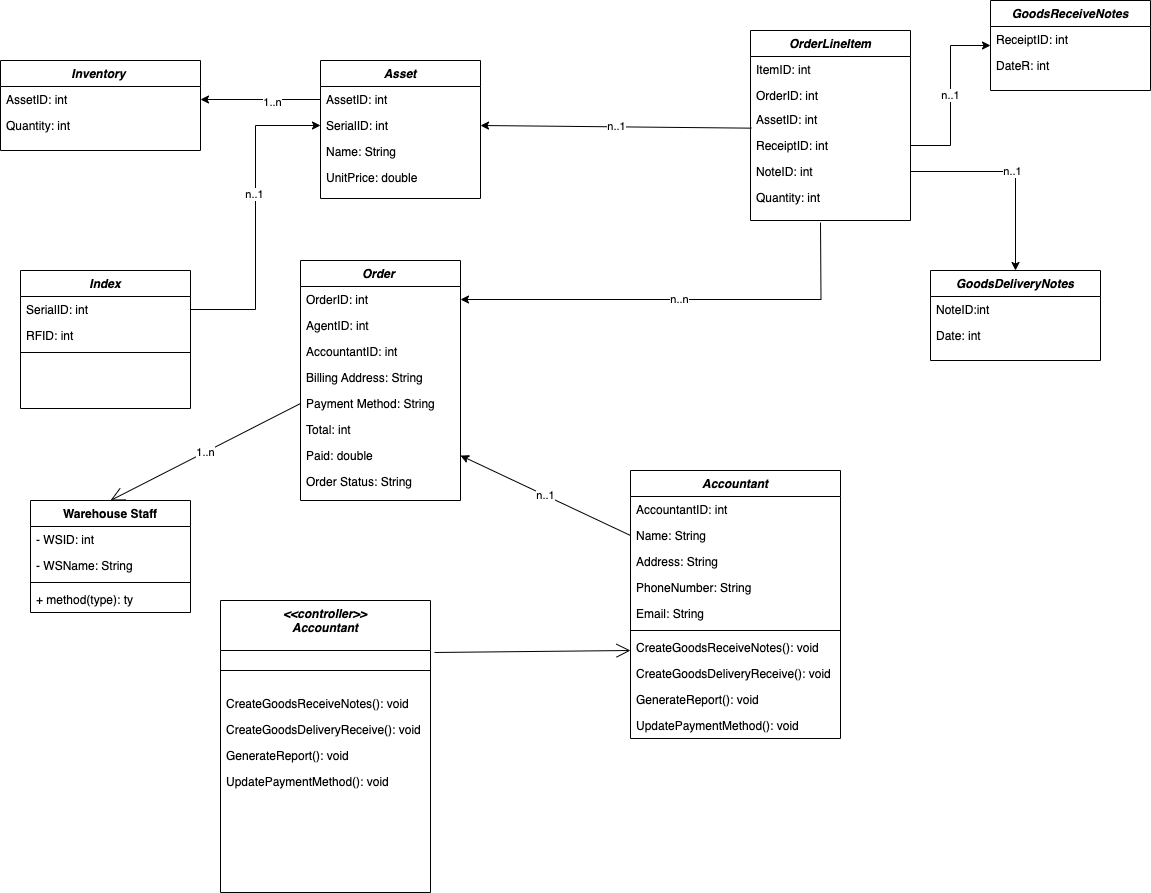 GoodsReceiveNotes
ReceiptID: int
DateR: int
OrderLineItem
ItemID: int
OrderID: int
AssetID: int
ReceiptID: int
NoteID: int
Quantity: int
Inventory
AssetID: int
Quantity: int
Asset
AssetID: int
SerialID: int
Name: String
UnitPrice: double
1..n
n..1
n..1
n..1
n..1
Index
SerialID: int
RFID: int
Order
OrderID: int
AgentID: int
AccountantID: int
Billing Address: String
Payment Method: String
Total: int
Paid: double
Order Status: String
n..n
GoodsDeliveryNotes
NoteID:int
Date: int
1..n
n..1
Warehouse Staff
- WSID: int
- WSName: String
+ method(type): ty
Accountant
AccountantID: int
Name: String
Address: String
PhoneNumber: String
Email: String
CreateGoodsReceiveNotes(): void
CreateGoodsDeliveryReceive(): void
GenerateReport(): void
UpdatePaymentMethod(): void
<<controller>>
Accountant
CreateGoodsReceiveNotes(): void
CreateGoodsDeliveryReceive(): void
GenerateReport(): void
UpdatePaymentMethod(): void